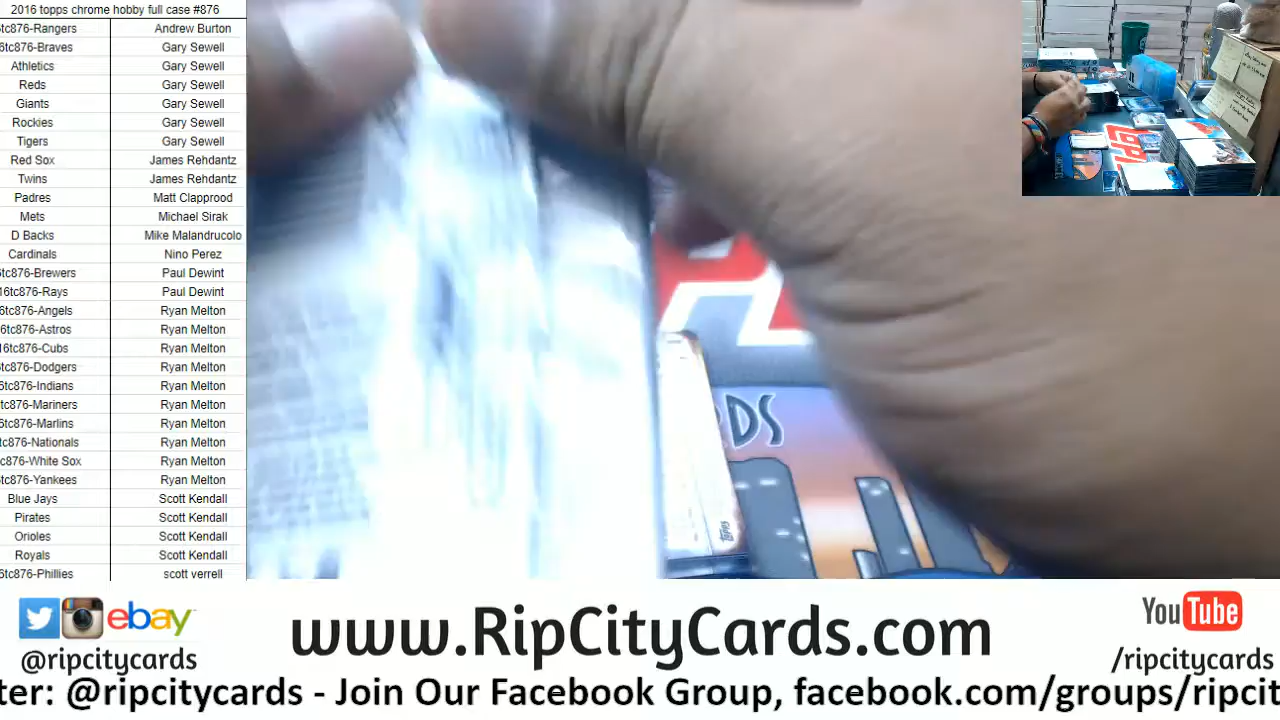 2016 topps chrome hobby full case #876
tc876-Rangers Andrew Burton
6tc876-Braves Gary Sewell
Athletics Gary Sewell
Reds Gary Sewell
Giants Gary Sewell
Rockies Gary Sewell
Tigers Gary Sewell
Red Sox James Rehdantz
Twins James Rehdantz
Padres Matt Clapprood
Mets Michael Sirak
D Backs Mike Malandrucolo
Cardinals Nino Perez
tc876-Brewers Paul Dewint
16tc876-Rays Paul Dewint
6tc876-Angels Ryan Melton
6tc876-Astros Ryan Melton
16tc876-Cubs Ryan Melton
tc876-Dodgers Ryan Melton
6tc876-Indians Ryan Melton
tc876-Mariners Ryan Melton
6tc876-Marlins Ryan Melton
tc876-Nationals Ryan Melton
c876-White Sox Ryan Melton
tc876-Yankees Ryan Melton
Blue Jays Scott Kendall
Pirates Scott Kendall
Orioles Scott Kendall
Royals Scott Kendall
6tc876-Phillies scott verrell
RDS
TOPPS
ebay
@ripcitycards
www.RipCityCards.com
YouTube
/ripcitycards
ter: @ripcitycards - Join Our Facebook Group, facebook.com/groups/ripcit